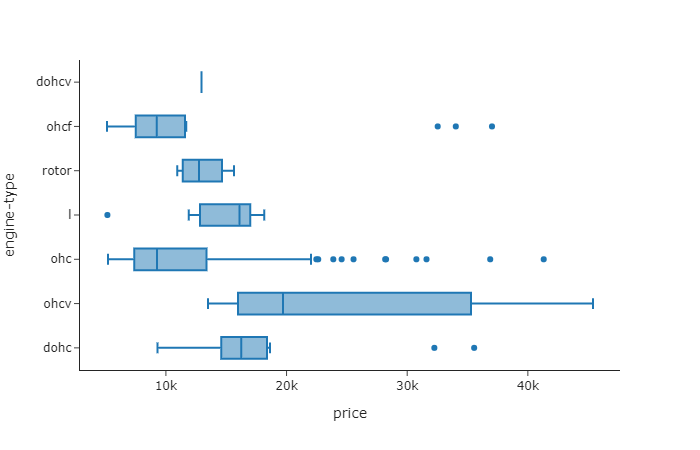 engine-type
dohcv
ohcf
rotor
l
ohc
ohcv
dohc
10k 20k 30k 40k
price